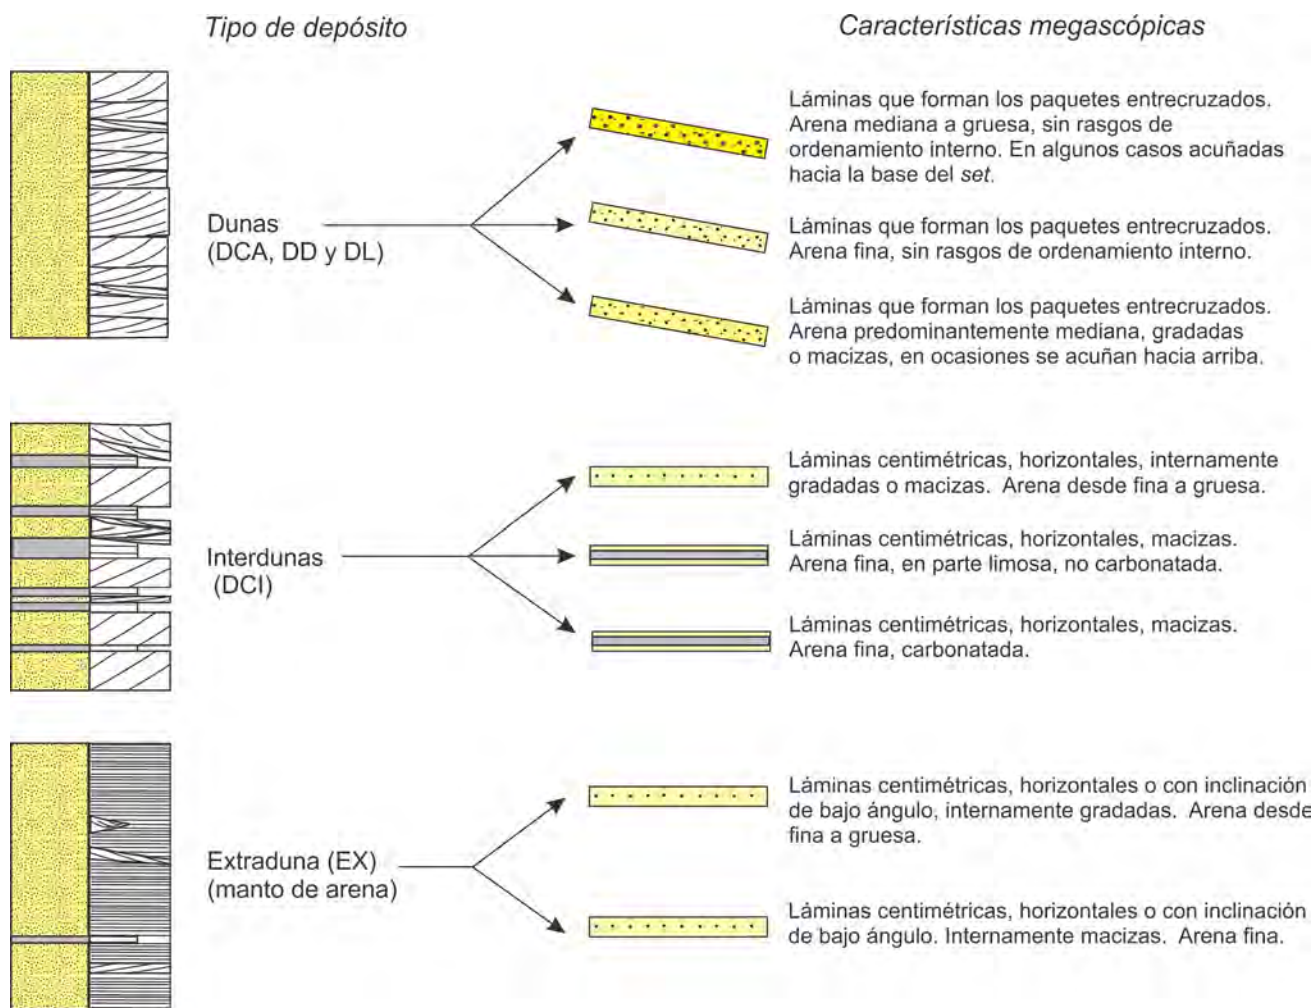 Tipo de depósito
Características megascópicas
Dunas
(DCA, DD y DL)
Láminas que forman los paquetes entrecruzados.
Arena mediana a gruesa, sin rasgos de
ordenamiento interno. En algunos casos acuñadas
hacia la base del set.
Láminas que forman los paquetes entrecruzados.
Arena fina, sin rasgos de ordenamiento interno.
Láminas que forman los paquetes entrecruzados.
Arena predominantemente mediana, gradadas
o macizas, en ocasiones se acuñan hacia arriba.
Interdunas
(DCI)
Láminas centimétricas, horizontales, internamente
gradadas o macizas. Arena desde fina a gruesa.
Láminas centimétricas, horizontales, macizas.
Arena fina, en parte limosa, no carbonatada.
Láminas centimétricas, horizontales, macizas.
Arena fina, carbonatada.
Extraduna (EX)
(manto de arena)
Láminas centimétricas, horizontales o con inclinación
de bajo ángulo, internamente gradadas. Arena desde
fina a gruesa.
Láminas centimétricas, horizontales o con inclinación
de bajo ángulo. Internamente macizas. Arena fina.